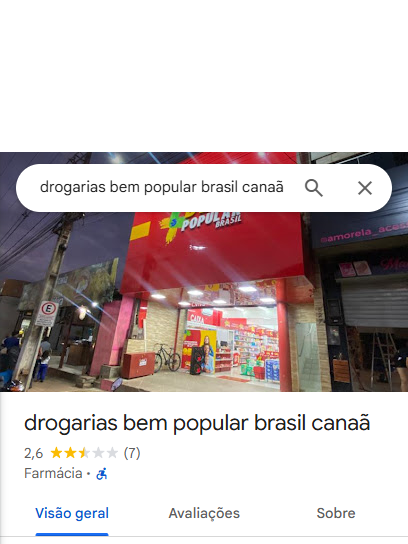 drogarias bem popular brasil canaã
POPULAR
BRASIL
@amorela_aces
E
CAIXA
drogarias bem popular brasil canaã
2,6 (7)
Farmácia ·
Visão geral
Avaliações
Sobre